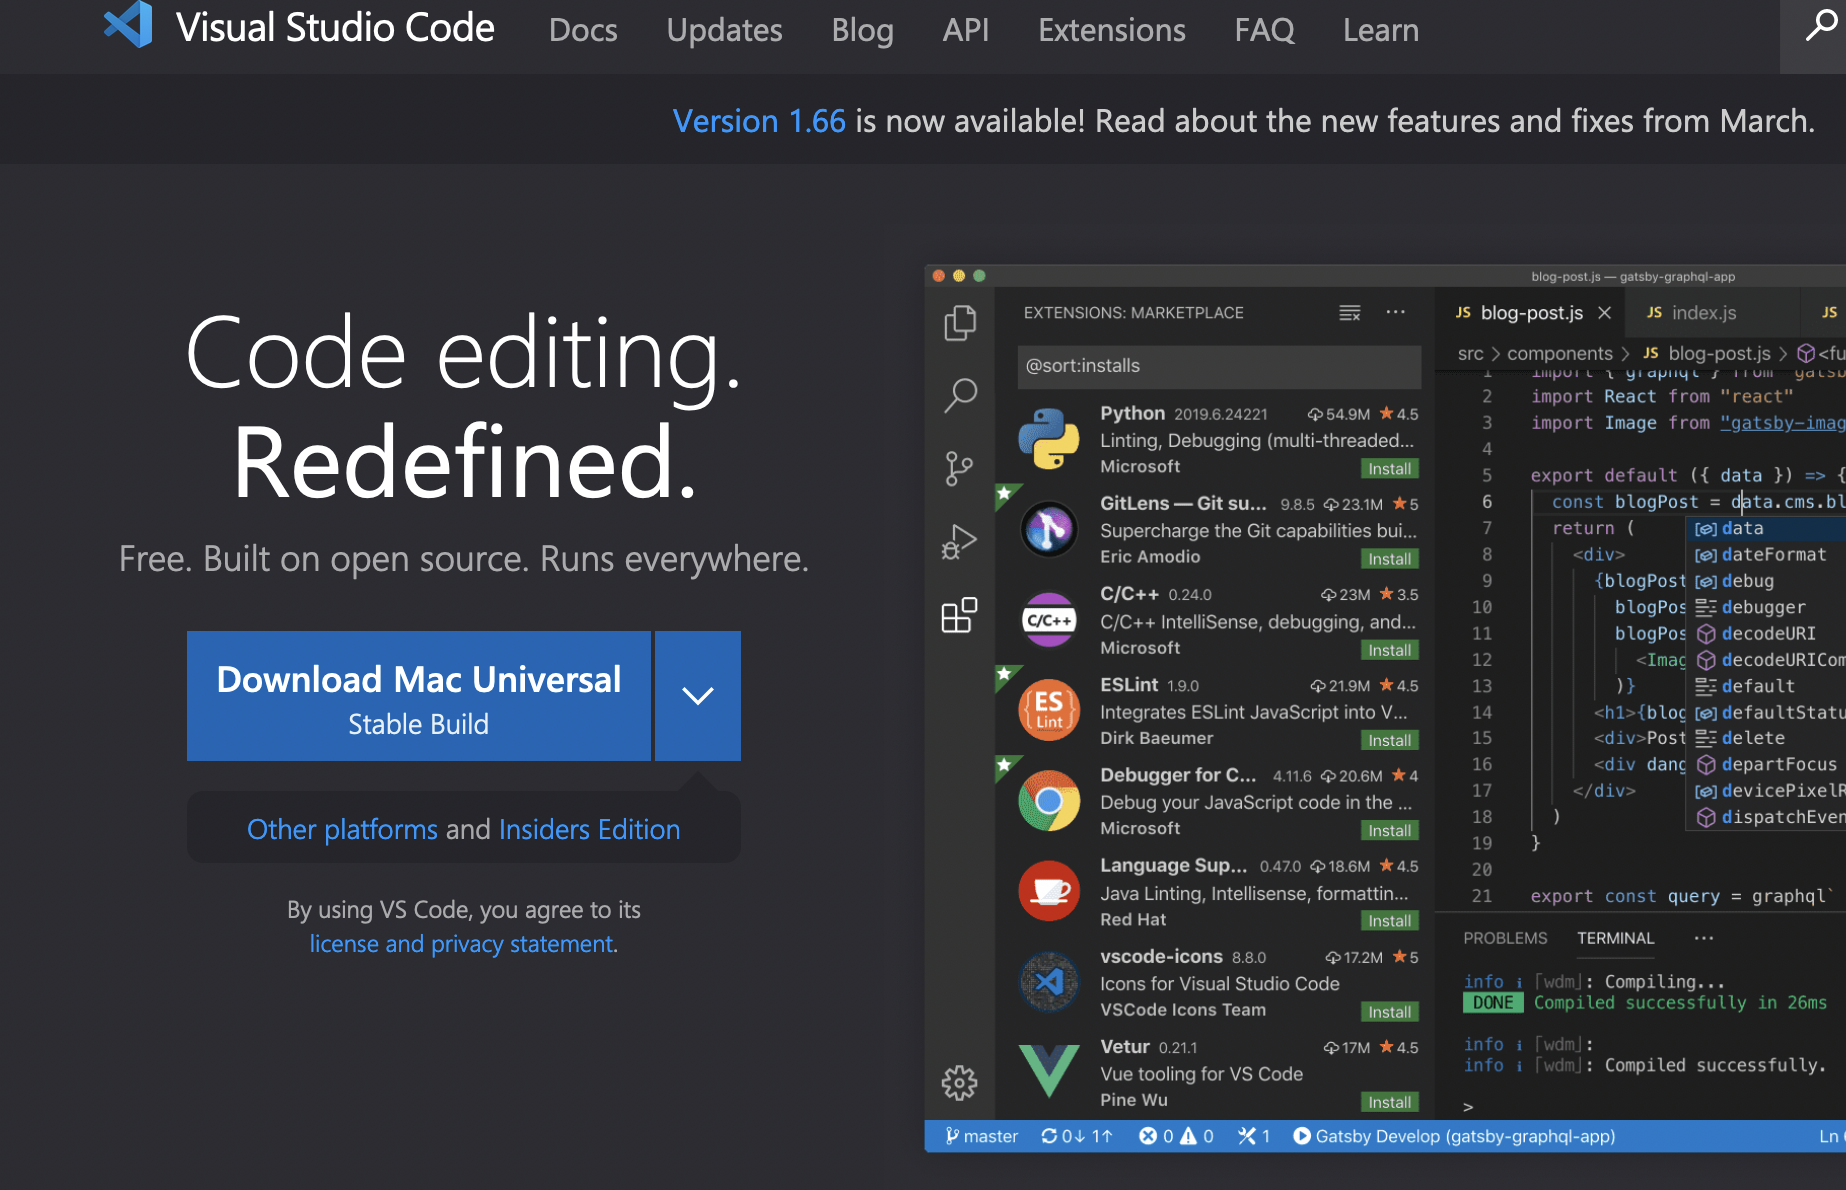 Visual Studio Code Docs Updates Blog API Extensions FAQ Learn
Version 1.66 is now available! Read about the new features and fixes from March.
Code editing.
Redefined.
Free. Built on open source. Runs everywhere.
Download Mac Universal
Stable Build
Other platforms and Insiders Edition
By using VS Code, you agree to its
license and privacy statement.
blog-post.js — gatsby-graphql-app
EXTENSIONS: MARKETPLACE ···
@sort:installs
Python 2019.6.24221 54.9M 4.5
Linting, Debugging (multi-threaded...
Microsoft Install
GitLens — Git su... 9.8.5 23.1M 5
Supercharge the Git capabilities bui...
Eric Amodio Install
C/C++
C/C++ 0.24.0 23M 3.5
C/C++ IntelliSense, debugging, and...
Microsoft Install
ES
Lint
ESLint 1.9.0 21.9M 4.5
Integrates ESLint JavaScript into V...
Dirk Baeumer Install
Debugger for C... 4.11.6 20.6M 4
Debug your JavaScript code in the ...
Microsoft Install
Language Sup... 0.47.0 18.6M 4.5
Java Linting, Intellisense, formattin...
Red Hat Install
vscode-icons 8.8.0 17.2M 5
Icons for Visual Studio Code
VSCode Icons Team Install
Vetur 0.21.1 17M 4.5
Vue tooling for VS Code
Pine Wu Install
JS blog-post.js × JS index.js JS
src > components > JS blog-post.js > <fu
1 import { graphql } from "gatsb
2 import React from "react"
3 import Image from "gatsby-imag
4
5 export default ({ data }) => {
6 const blogPost = data.cms.bl
7 return (
8 <div>
9 {blogPost
10 blogPos
11 blogPos
12 <Imag
13 )}
14 <h1>{blog
15 <div>Post
16 <div dang
17 </div>
18 )
19 }
20
21 export const query = graphql`
data
dateFormat
debug
debugger
decodeURI
decodeURICom
default
defaultStatu
delete
departFocus
devicePixelR
dispatchEven
PROBLEMS TERMINAL ···
info i ｢wdm｣: Compiling...
DONE Compiled successfully in 26ms
info i ｢wdm｣:
info i ｢wdm｣: Compiled successfully.
>
master 0↓ 1↑ 0 0 1 Gatsby Develop (gatsby-graphql-app) Ln